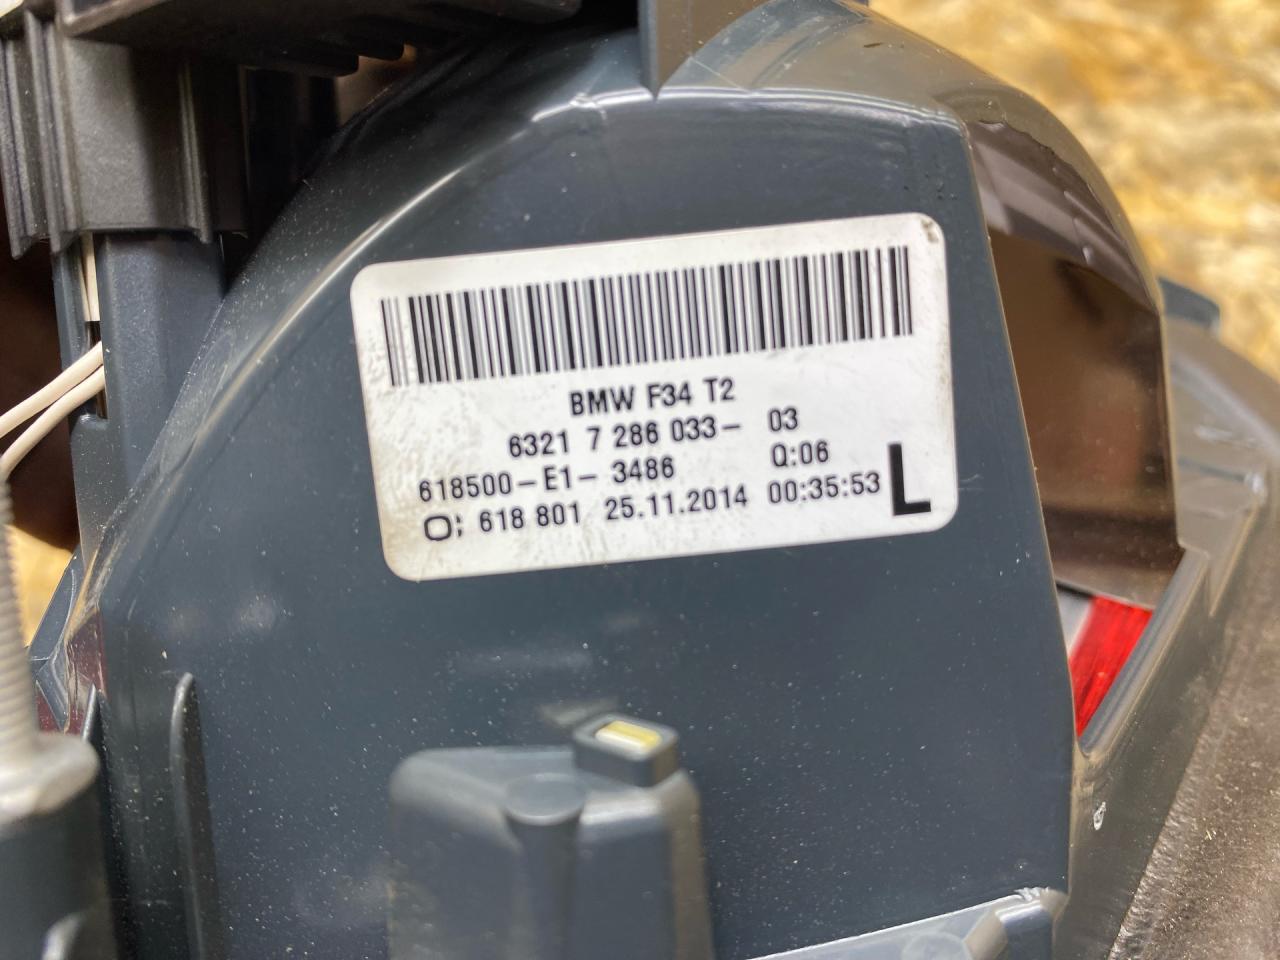 BMW F34 T2
6321 7 286 033- 03
618500-E1-3486 Q:06
O; 618 801 25.11.2014 00:35:53 L